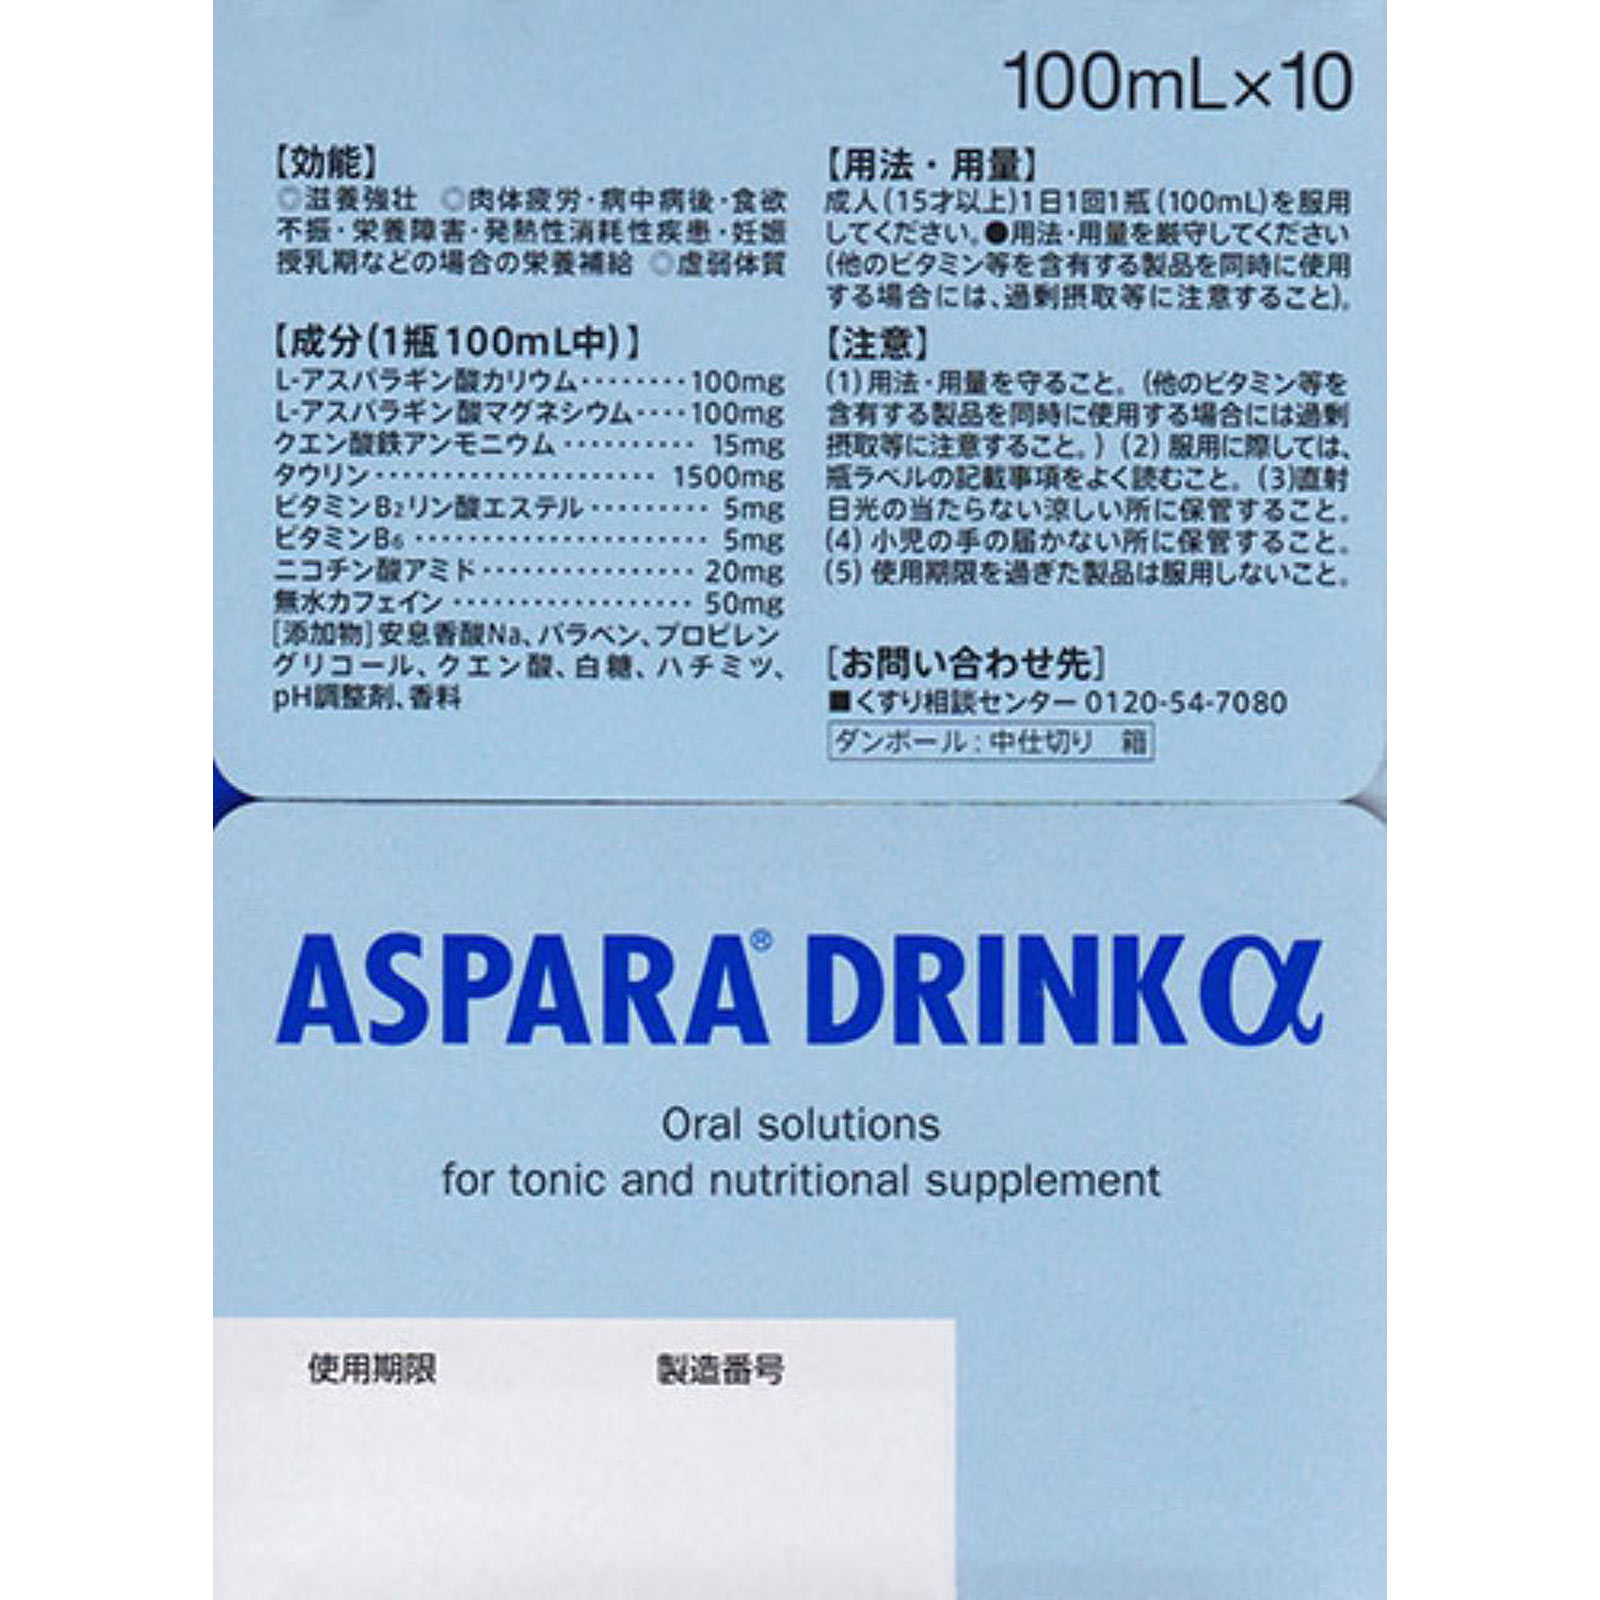 100mL×10
【効能】
◎滋養強壮 ◎肉体疲労・病中病後・食欲
不振・栄養障害・発熱性消耗性疾患・妊娠
授乳期などの場合の栄養補給 ◎虚弱体質
【成分(1瓶100mL中)】
L-アスパラギン酸カリウム········100mg
L-アスパラギン酸マグネシウム····100mg
クエン酸鉄アンモニウム·········· 15mg
タウリン····················· 1500mg
ビタミンB₂リン酸エステル········· 5mg
ビタミンB₆······················ 5mg
ニコチン酸アミド················ 20mg
無水カフェイン·················· 50mg
[添加物]安息香酸Na、パラベン、プロピレン
グリコール、クエン酸、白糖、ハチミツ、
pH調整剤、香料
【用法・用量】
成人(15才以上)1日1回1瓶(100mL)を服用
してください。●用法・用量を厳守してください
(他のビタミン等を含有する製品を同時に使用
する場合には、過剰摂取等に注意すること)。
【注意】
(1)用法・用量を守ること。(他のビタミン等を
含有する製品を同時に使用する場合には過剰
摂取等に注意すること。) (2) 服用に際しては、
瓶ラベルの記載事項をよく読むこと。(3)直射
日光の当たらない涼しい所に保管すること。
(4) 小児の手の届かない所に保管すること。
(5) 使用期限を過ぎた製品は服用しないこと。
[お問い合わせ先]
■くすり相談センター 0120-54-7080
ダンボール：中仕切り 箱
ASPARA® DRINKα
Oral solutions
for tonic and nutritional supplement
使用期限 製造番号